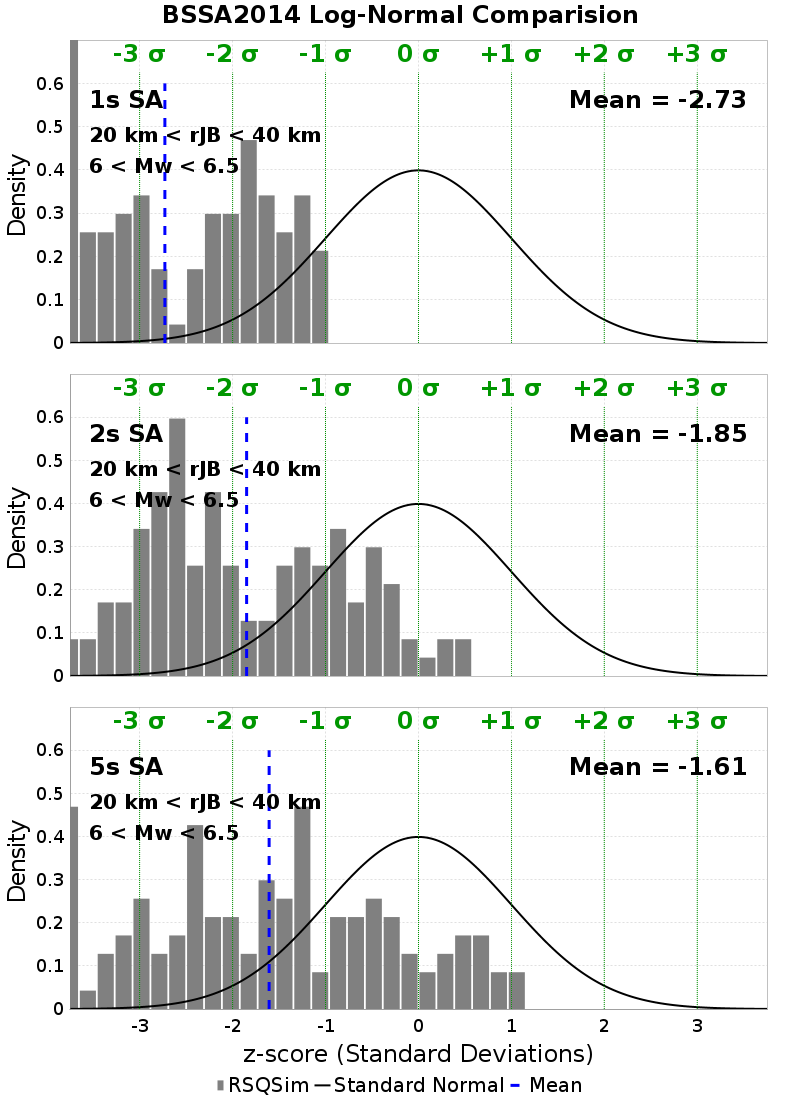 BSSA2014 Log-Normal Comparision
-3 σ -2 σ -1 σ 0 σ +1 σ +2 σ +3 σ
1s SA
Mean = -2.73
20 km < rJB < 40 km
6 < Mw < 6.5
Density
0.6
0.5
0.4
0.3
0.2
0.1
0
-3 σ -2 σ -1 σ 0 σ +1 σ +2 σ +3 σ
2s SA
Mean = -1.85
20 km < rJB < 40 km
6 < Mw < 6.5
Density
0.6
0.5
0.4
0.3
0.2
0.1
0
-3 σ -2 σ -1 σ 0 σ +1 σ +2 σ +3 σ
5s SA
Mean = -1.61
20 km < rJB < 40 km
6 < Mw < 6.5
Density
0.6
0.5
0.4
0.3
0.2
0.1
0
-3 -2 -1 0 1 2 3
z-score (Standard Deviations)
RSQSim Standard Normal Mean